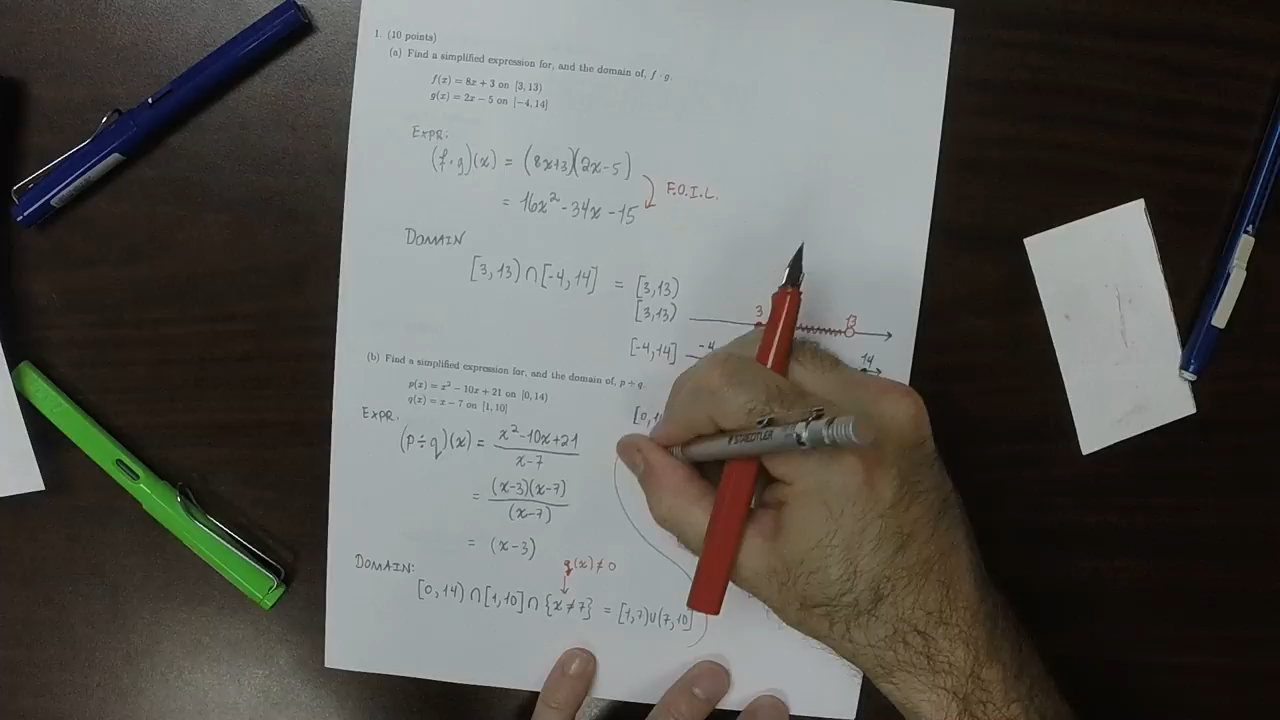 1. (10 points)
(a) Find a simplified expression for, and the domain of, f · g.
f(x) = 8x + 3 on [3, 13)
g(x) = 2x − 5 on [−4, 14]
EXPR.
(f·g)(x) = (8x+3)(2x-5)
F.O.I.L.
= 16x² - 34x - 15
DOMAIN
[3, 13) ∩ [-4, 14] = [3, 13)
[3, 13) 3 13
[-4, 14] -4 14
(b) Find a simplified expression for, and the domain of, p ÷ q.
p(x) = x² − 10x + 21 on [0, 14)
q(x) = x − 7 on [1, 10]
[0, 1
EXPR.
(p÷q)(x) = x²-10x+21
x-7
= (x-3)(x-7)
(x-7)
= (x-3)
DOMAIN:
q(x) ≠ 0
[0, 14) ∩ [1, 10] ∩ {x ≠ 7} = [1, 7) ∪ (7, 10]
STAEDTLER